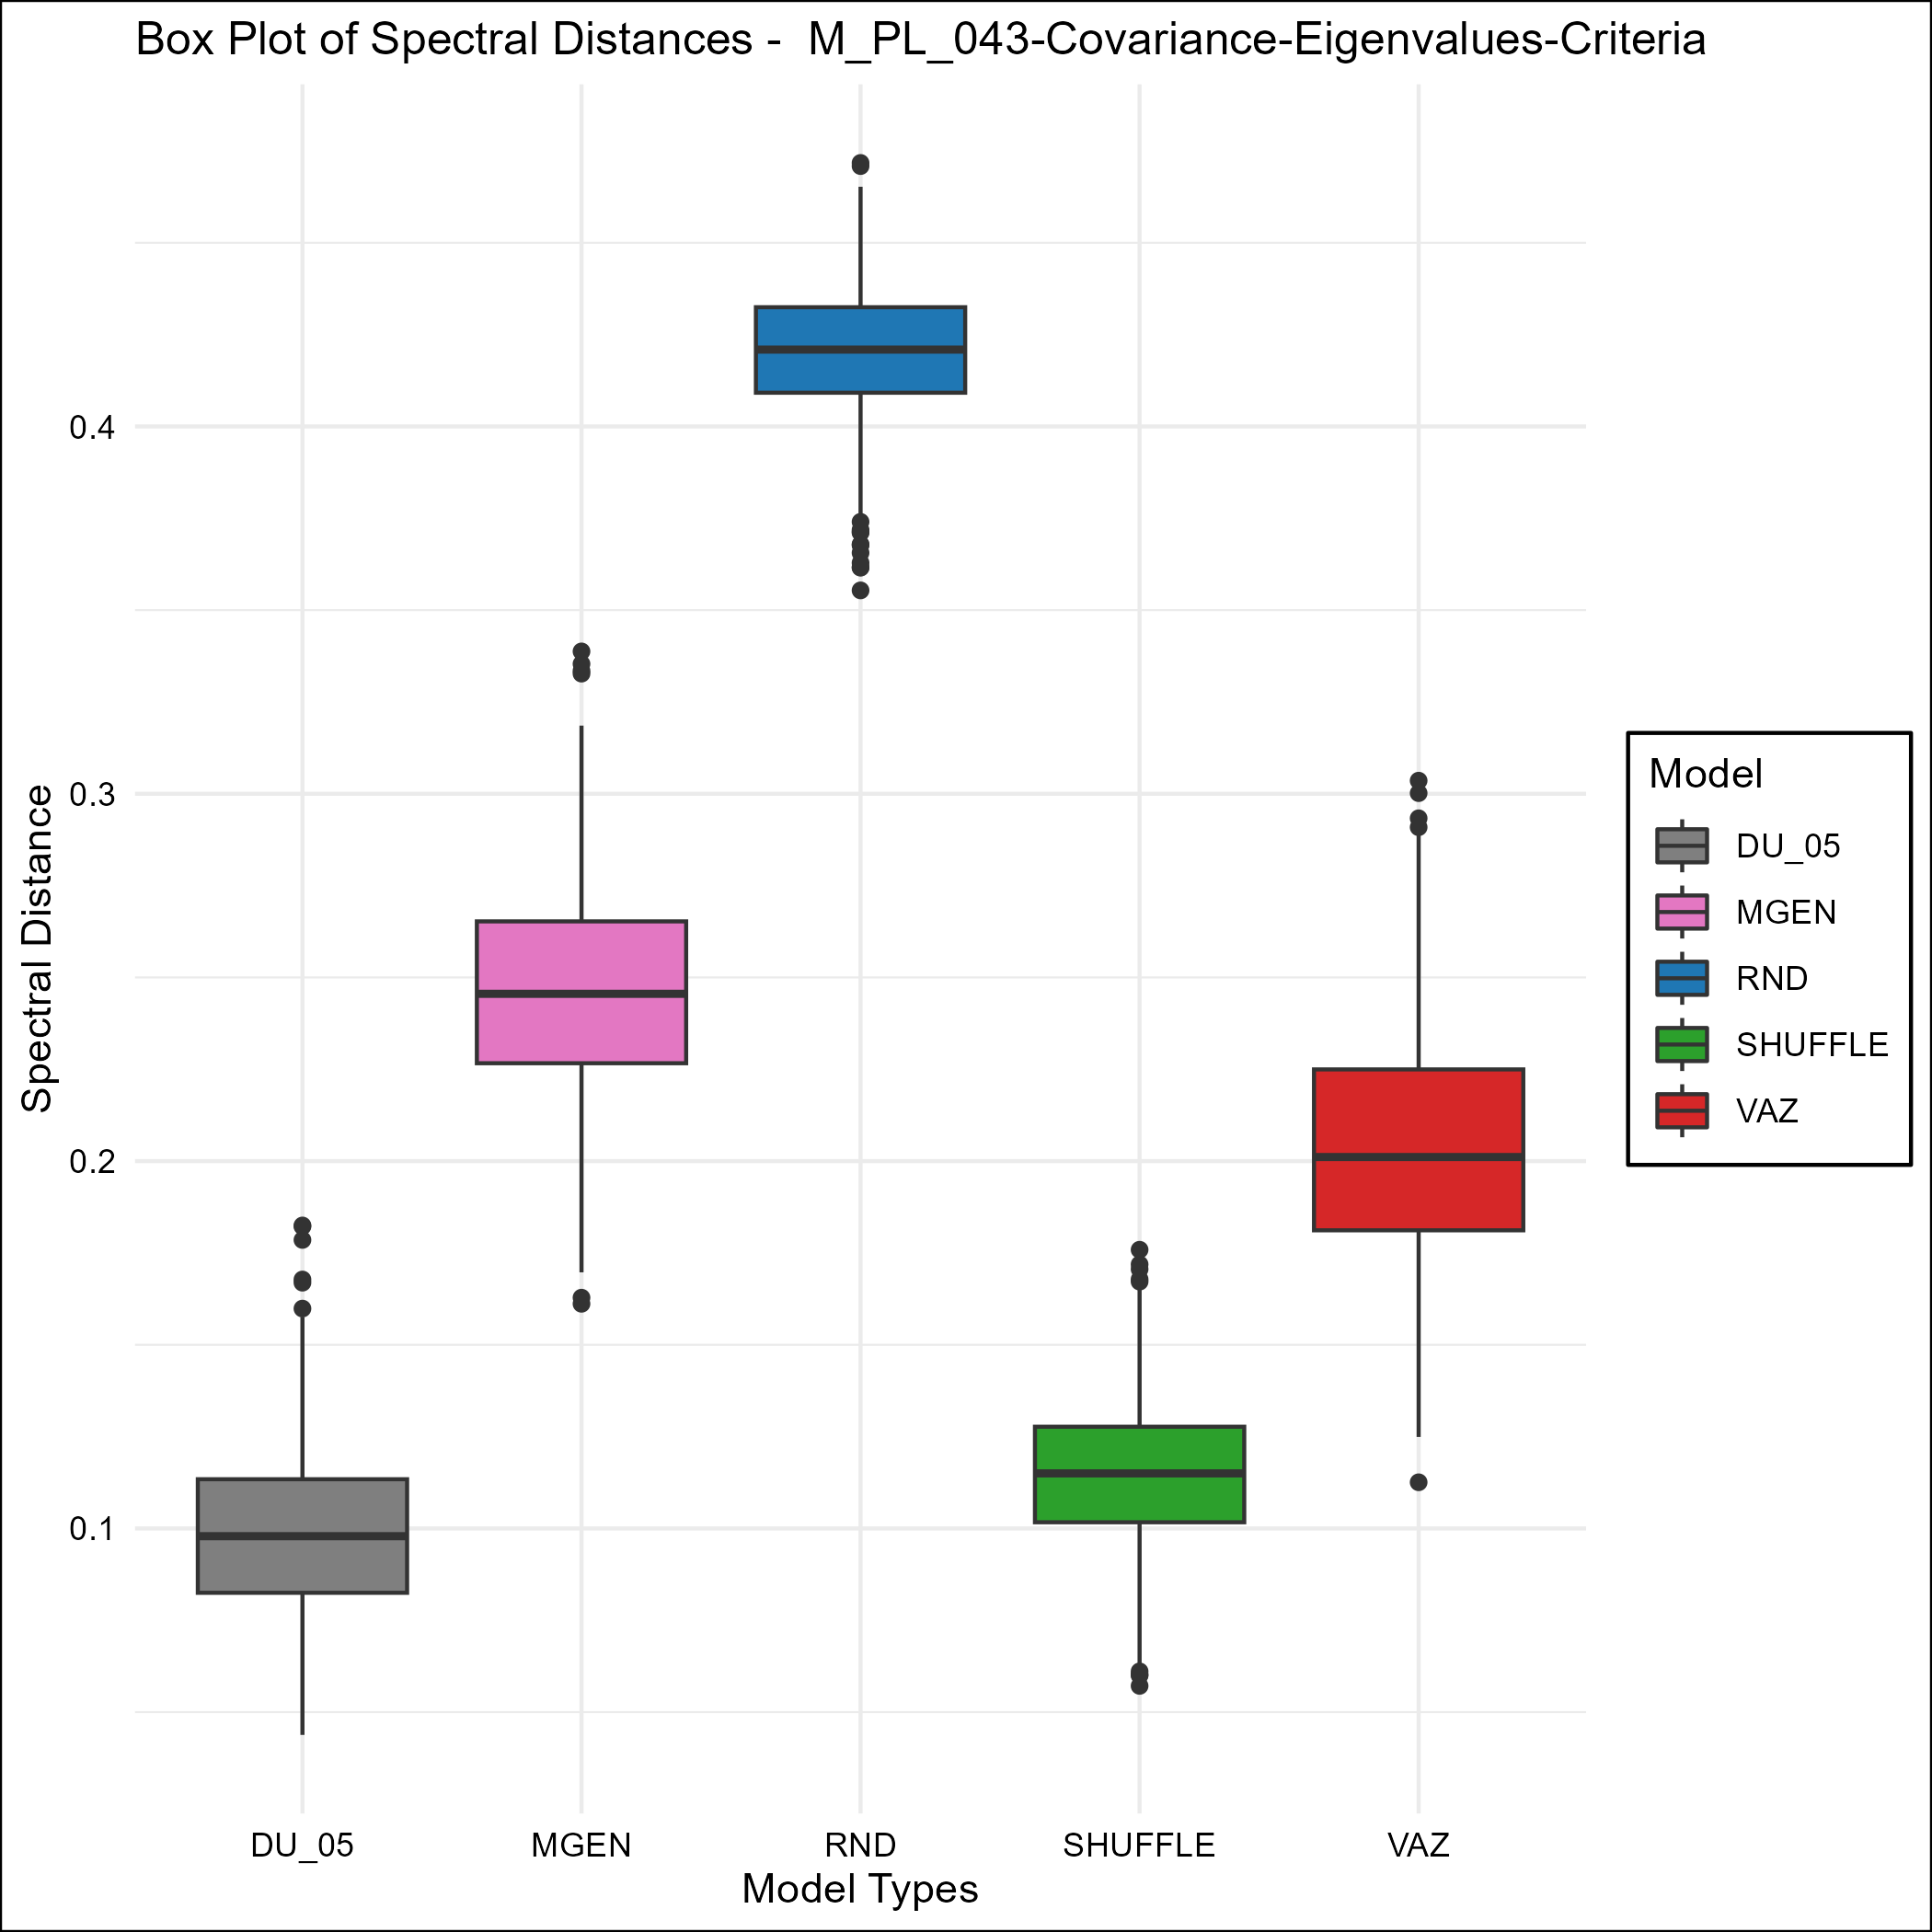 Box Plot of Spectral Distances -  M_PL_043-Covariance-Eigenvalues-Criteria
Spectral Distance
0.4
0.3
0.2
0.1
DU_05
MGEN
RND
SHUFFLE
VAZ
Model Types
Model
DU_05
MGEN
RND
SHUFFLE
VAZ